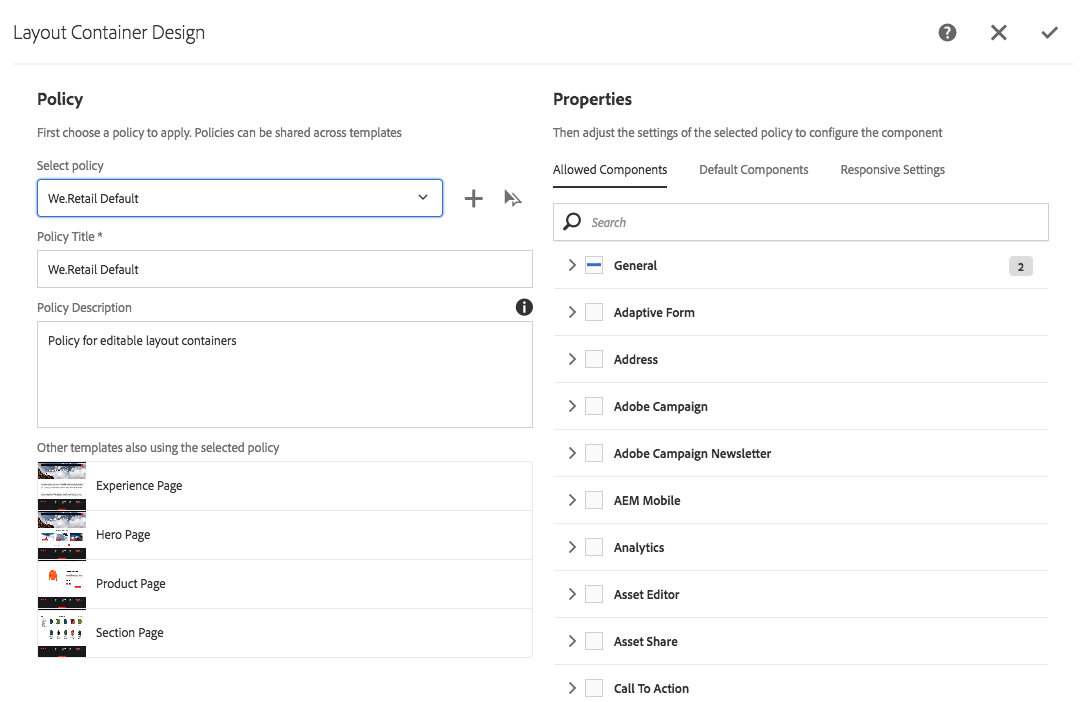 Layout Container Design
Policy
First choose a policy to apply. Policies can be shared across templates
Select policy
We.Retail Default
Policy Title *
We.Retail Default
Policy Description
Policy for editable layout containers
Other templates also using the selected policy
Experience Page
Hero Page
Product Page
Section Page
Properties
Then adjust the settings of the selected policy to configure the component
Allowed Components Default Components Responsive Settings
Search
General 2
Adaptive Form
Address
Adobe Campaign
Adobe Campaign Newsletter
AEM Mobile
Analytics
Asset Editor
Asset Share
Call To Action